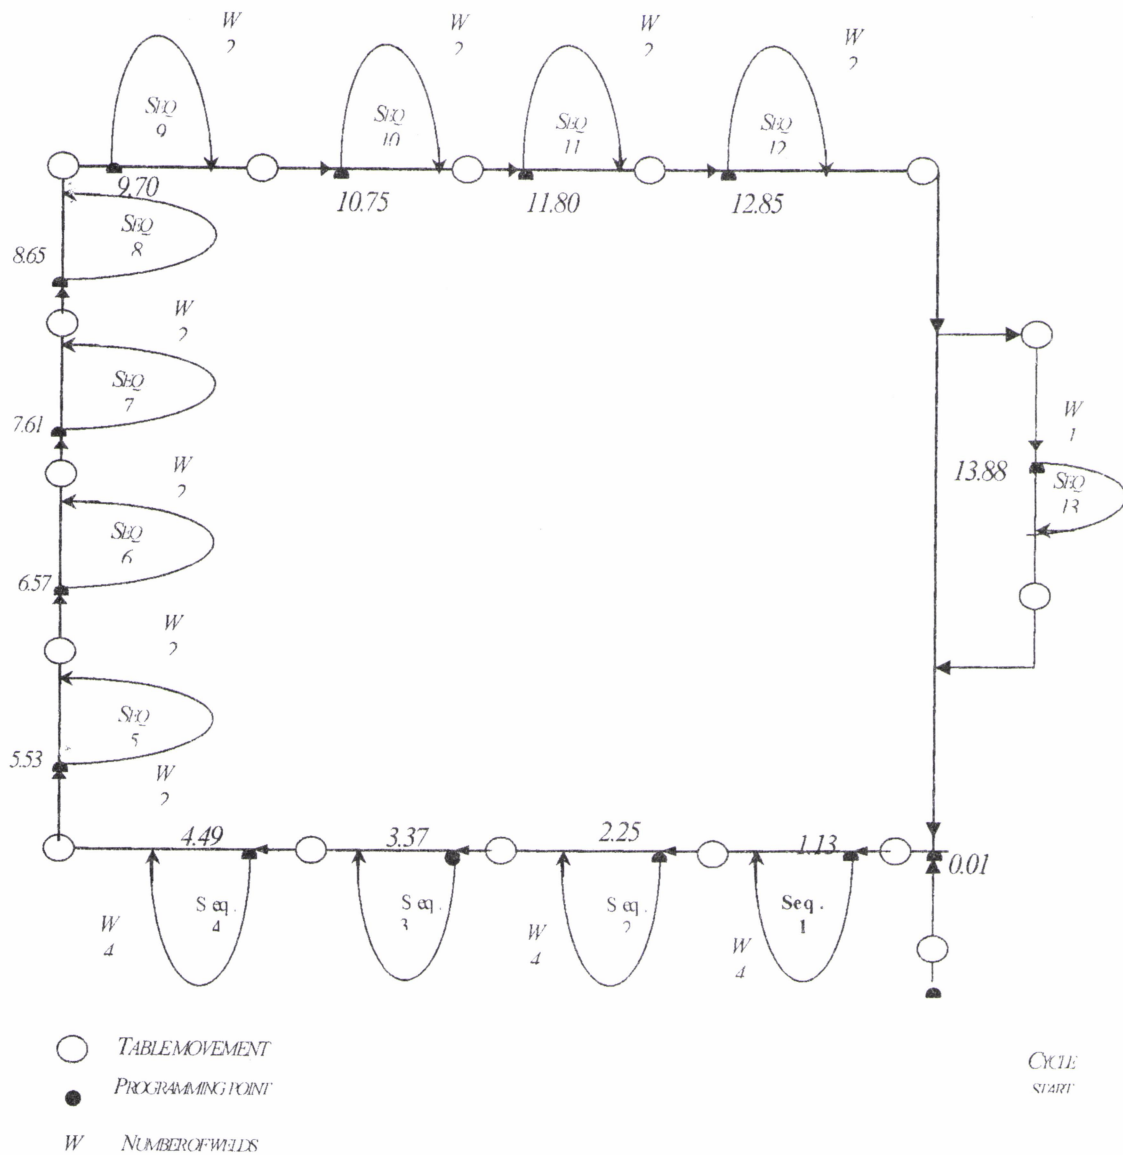 W
2
W
2
W
2
W
2
SEQ
9
SEQ
10
SEQ
11
SEQ
12
9.70
10.75
11.80
12.85
SEQ
8
8.65
W
2
SEQ
7
7.61
W
2
SEQ
6
6.57
W
2
SEQ
5
5.53
W
2
W
1
13.88
SEQ
13
4.49
3.37
2.25
1.13
0.01
Seq.
4
Seq.
3
Seq.
2
Seq.
1
W
4
W
4
W
4
TABLE MOVEMENT
PROGRAMMING POINT
W NUMBER OF WELDS
CYCLE
START